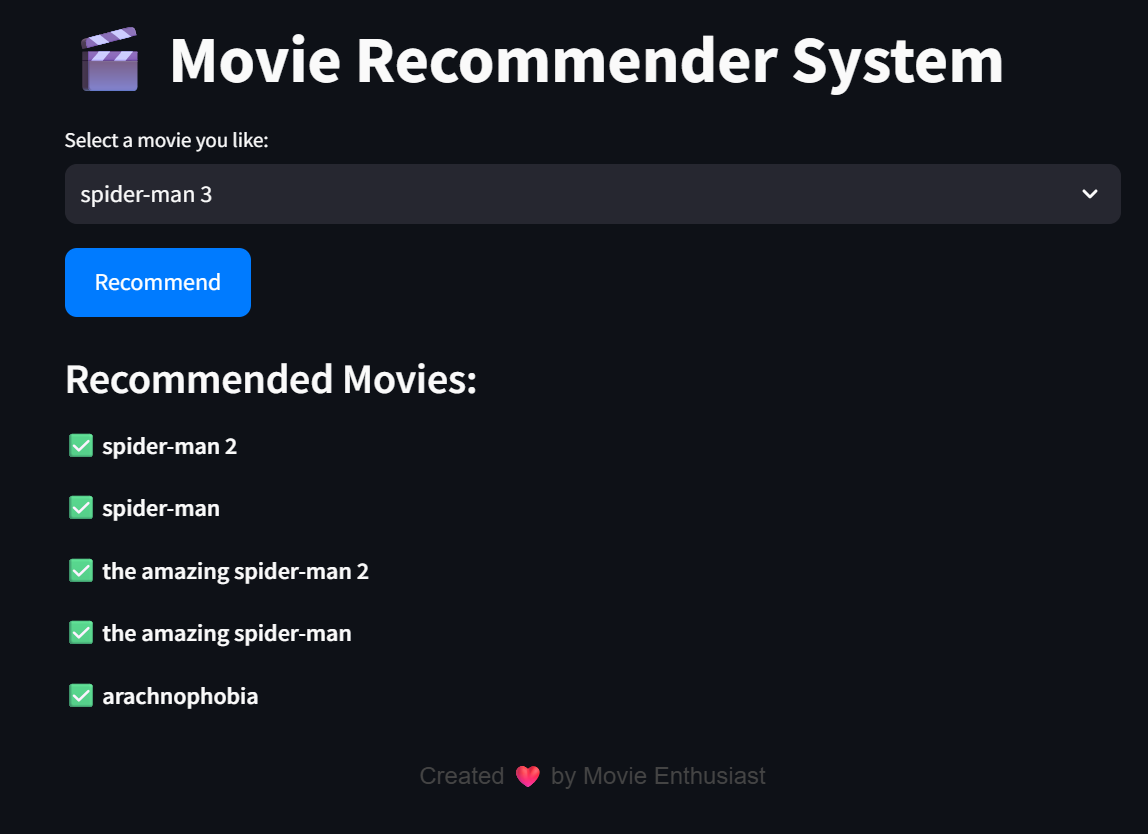 Movie Recommender System
Select a movie you like:
spider-man 3
Recommend
Recommended Movies:
spider-man 2
spider-man
the amazing spider-man 2
the amazing spider-man
arachnophobia
Created ❤️ by Movie Enthusiast